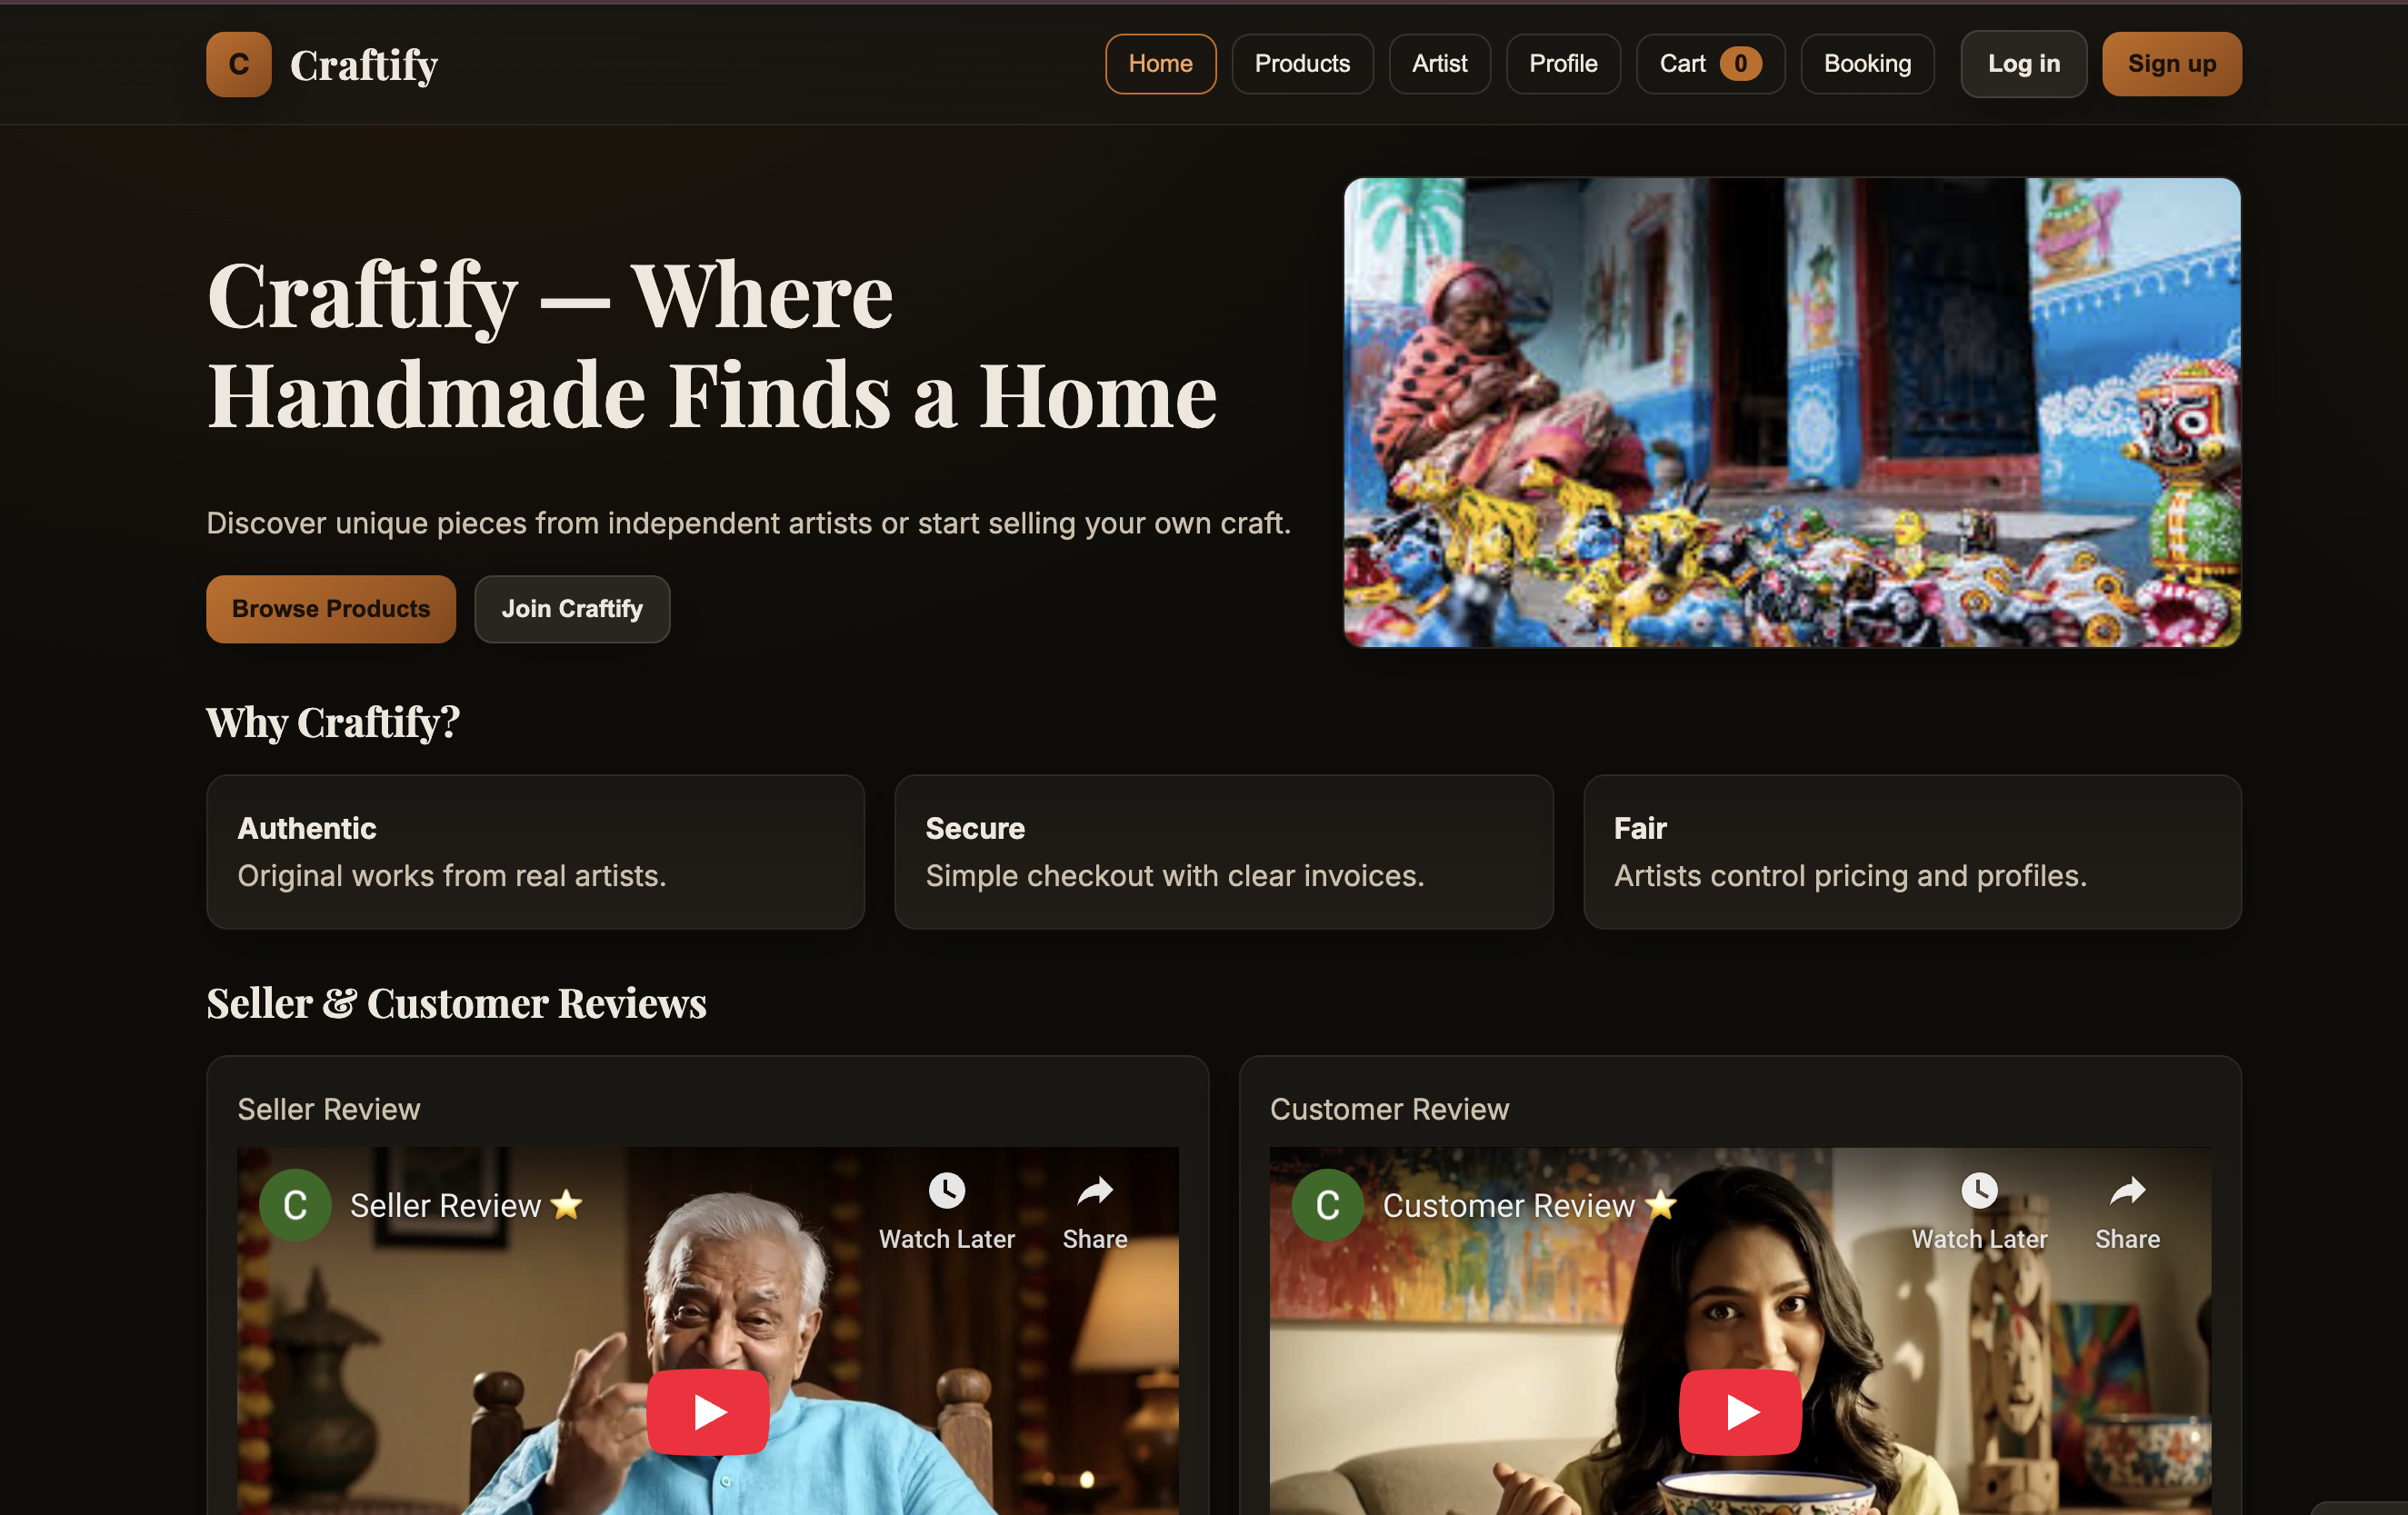 C Craftify
Home Products Artist Profile Cart 0 Booking Log in Sign up
Craftify — Where
Handmade Finds a Home
Discover unique pieces from independent artists or start selling your own craft.
Browse Products Join Craftify
Why Craftify?
Authentic
Original works from real artists.
Secure
Simple checkout with clear invoices.
Fair
Artists control pricing and profiles.
Seller & Customer Reviews
Seller Review
C Seller Review ⭐ Watch Later Share
Customer Review
C Customer Review ⭐ Watch Later Share